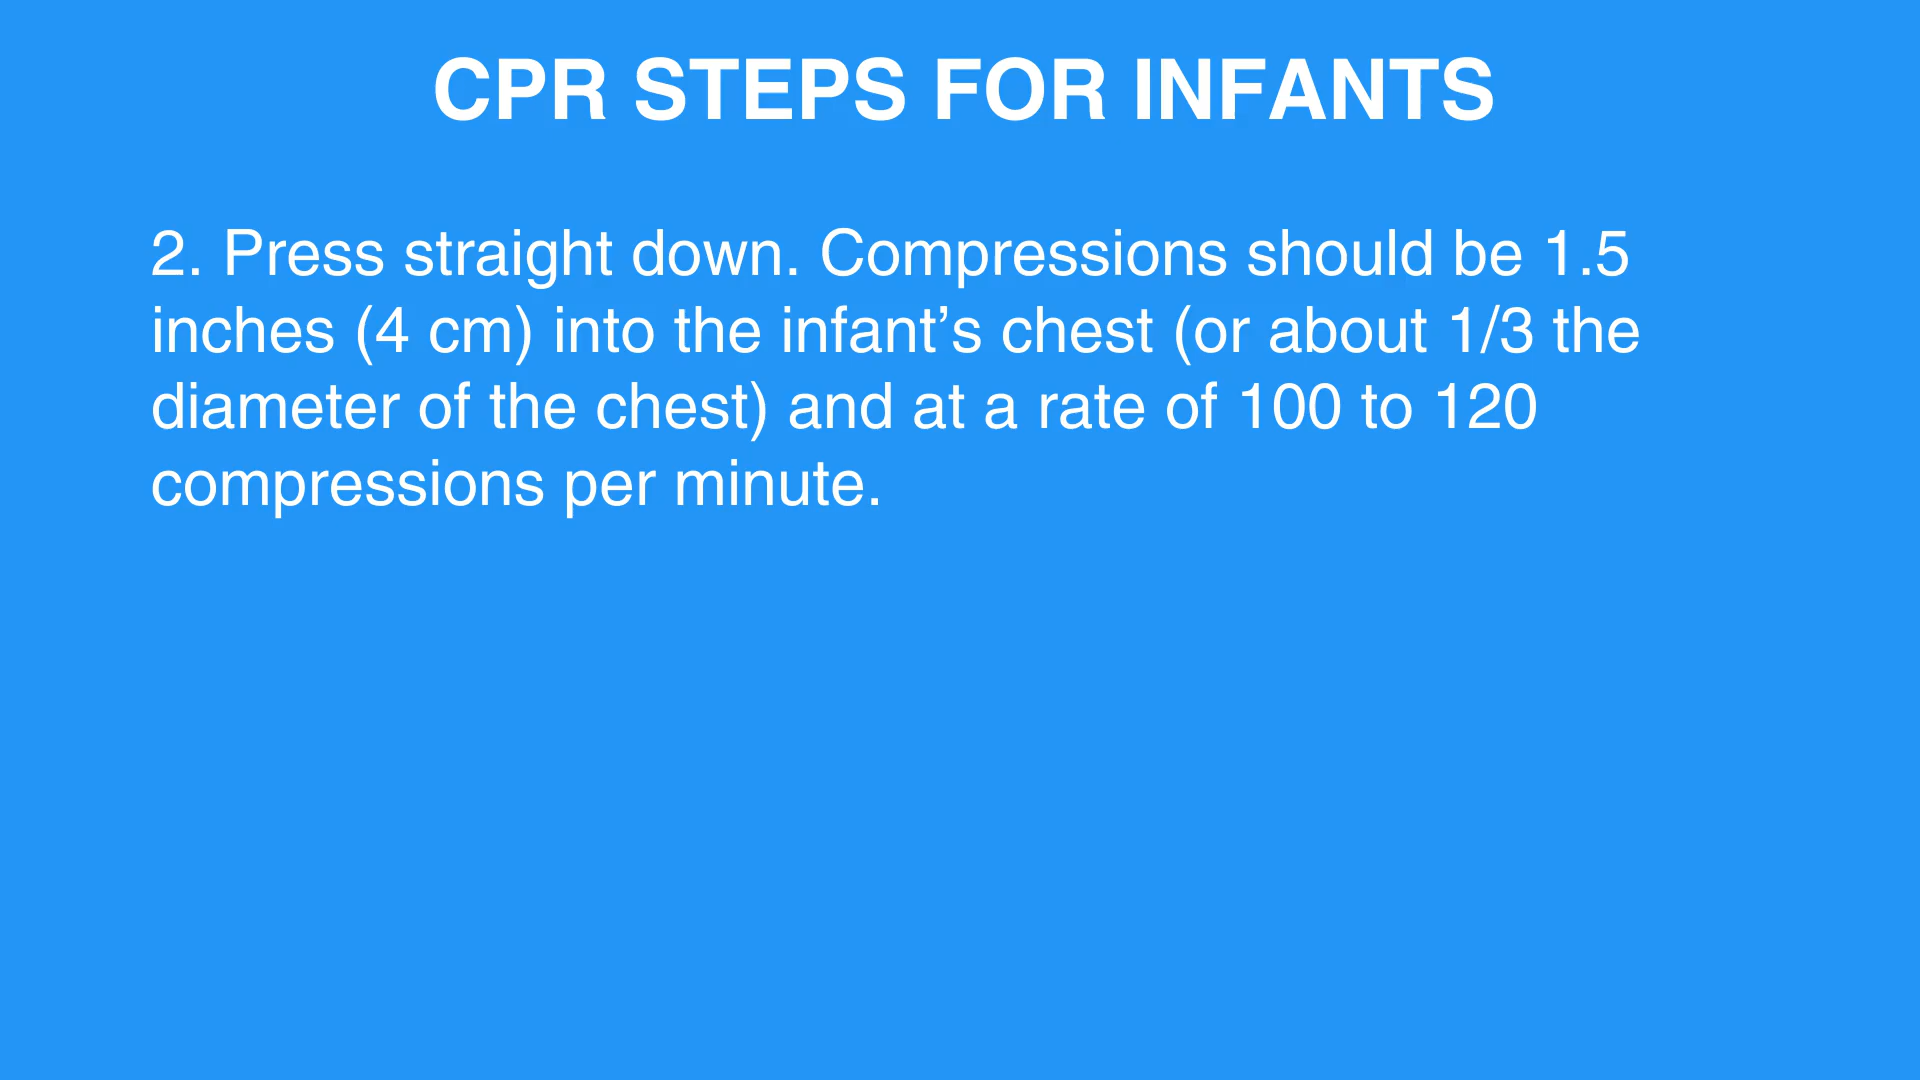 CPR STEPS FOR INFANTS
2. Press straight down. Compressions should be 1.5
inches (4 cm) into the infant’s chest (or about 1/3 the
diameter of the chest) and at a rate of 100 to 120
compressions per minute.